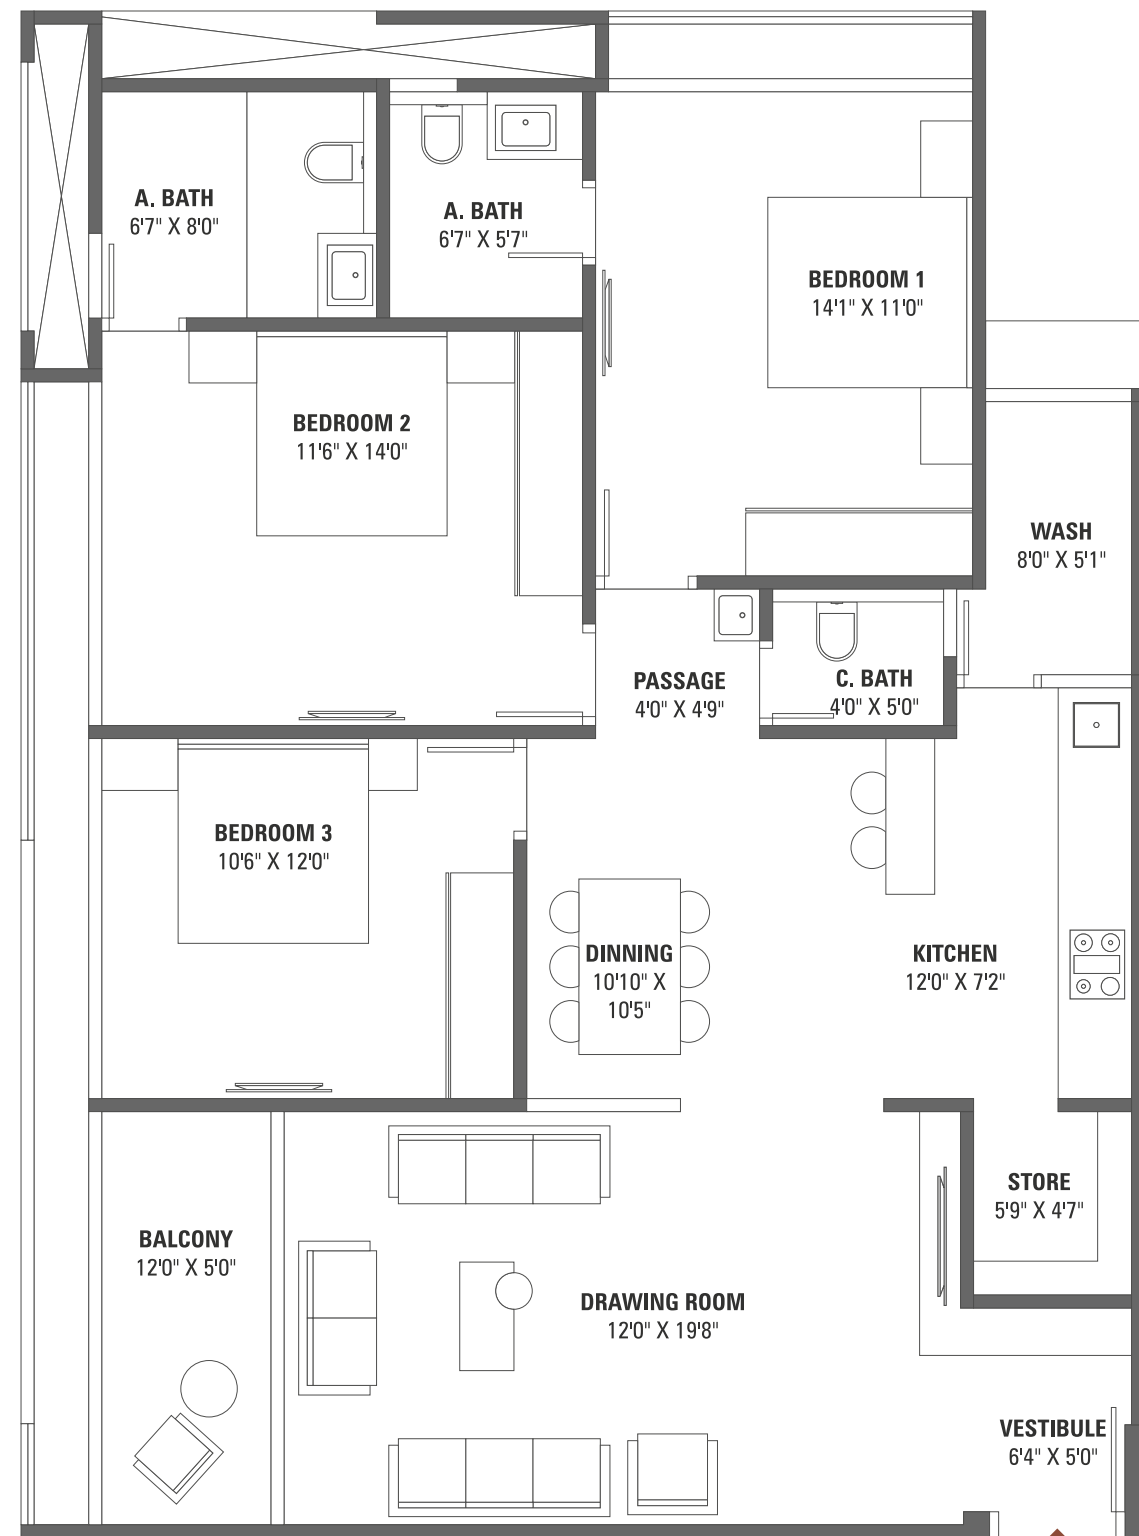 A. BATH
6'7" X 8'0"
A. BATH
6'7" X 5'7"
BEDROOM 1
14'1" X 11'0"
BEDROOM 2
11'6" X 14'0"
WASH
8'0" X 5'1"
PASSAGE
4'0" X 4'9"
C. BATH
4'0" X 5'0"
BEDROOM 3
10'6" X 12'0"
DINNING
10'10" X
10'5"
KITCHEN
12'0" X 7'2"
STORE
5'9" X 4'7"
BALCONY
12'0" X 5'0"
DRAWING ROOM
12'0" X 19'8"
VESTIBULE
6'4" X 5'0"